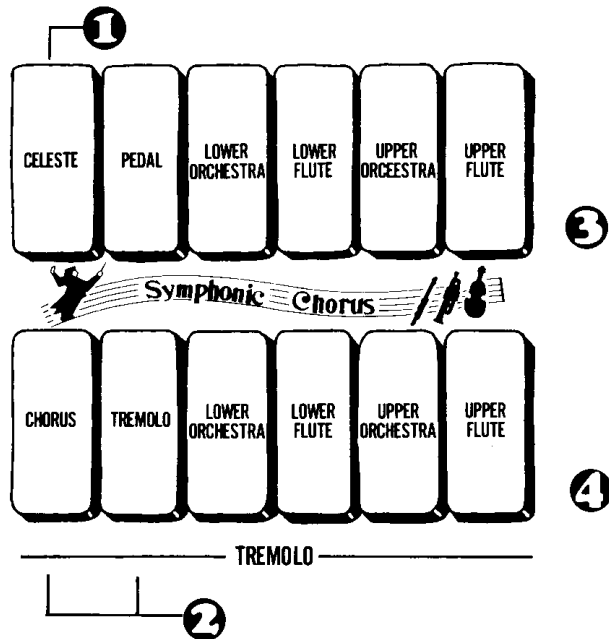 1
CELESTE
PEDAL
LOWER
ORCHESTRA
LOWER
FLUTE
UPPER
ORCEESTRA
UPPER
FLUTE
3
Symphonic Chorus
CHORUS
TREMOLO
LOWER
ORCHESTRA
LOWER
FLUTE
UPPER
ORCHESTRA
UPPER
FLUTE
4
TREMOLO
2